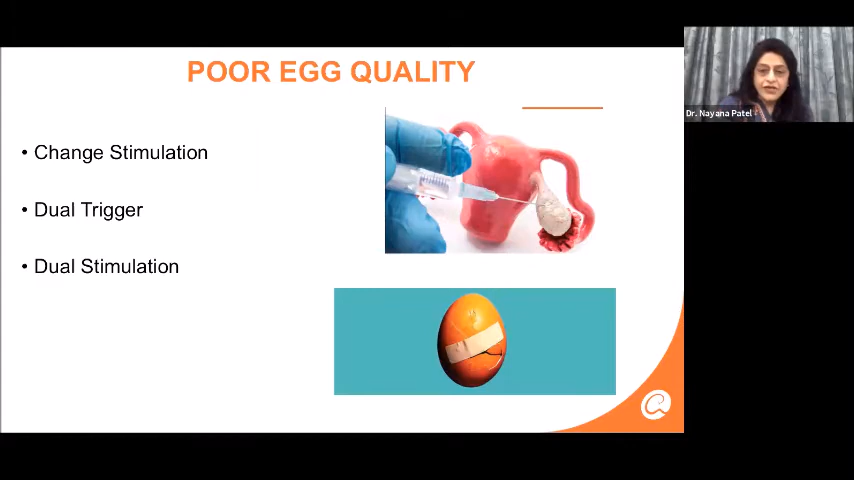 POOR EGG QUALITY
• Change Stimulation
• Dual Trigger
• Dual Stimulation
Dr. Nayana Patel